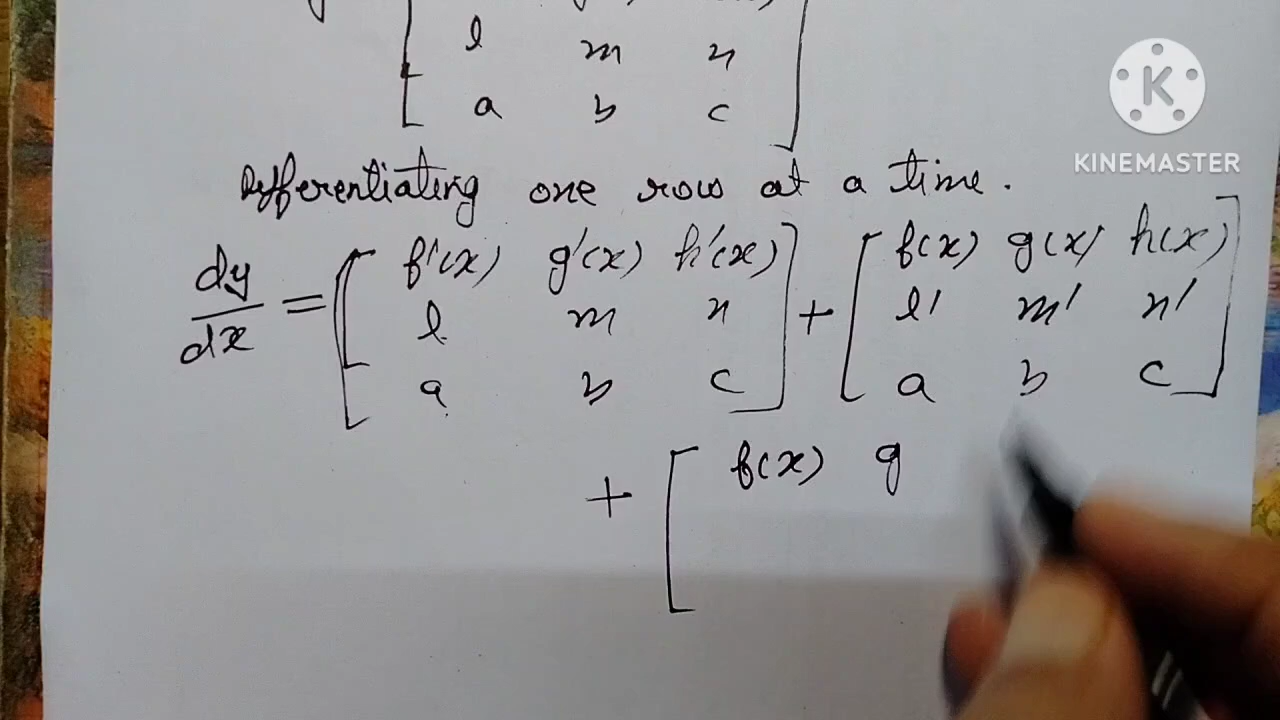 l m n
a b c
K
KINEMASTER
Differentiating one row at a time.
dy/dx = [ f'(x) g'(x) h'(x) ] + [ f(x) g(x) h(x) ]
l m n l' m' n'
a b c a b c
+ [ f(x) g